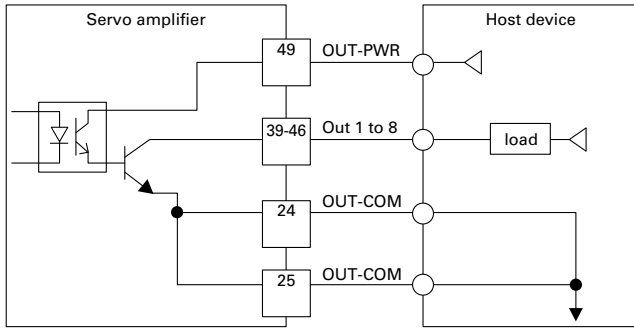 Servo amplifier
Host device
49
OUT-PWR
39-46
Out 1 to 8
load
24
OUT-COM
25
OUT-COM